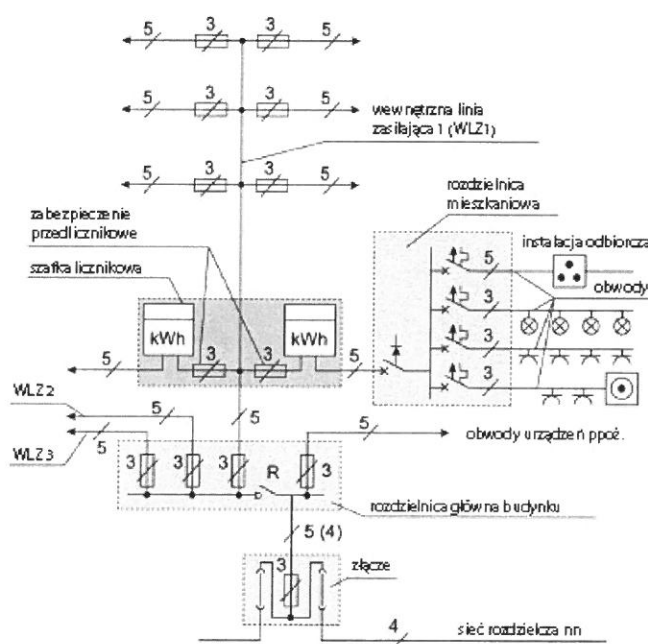 5 3 3 5
5 3 3 5
wewnętrzna linia
zasilająca 1 (WLZ1)
5 3 3 5
rozdzielnica
mieszkaniowa
zabezpieczenie
przedlicznikowe
instalacja odbiorcza
5
szafka licznikowa
obwody
3
kWh kWh
3
5 3 3 5
3
WLZ2
5 5 5
WLZ3
5
obwody urządzeń ppoż.
3 3 3 R 3
rozdzielnica główna budynku
5 (4)
3
złącze
4
sieć rozdzielcza nn